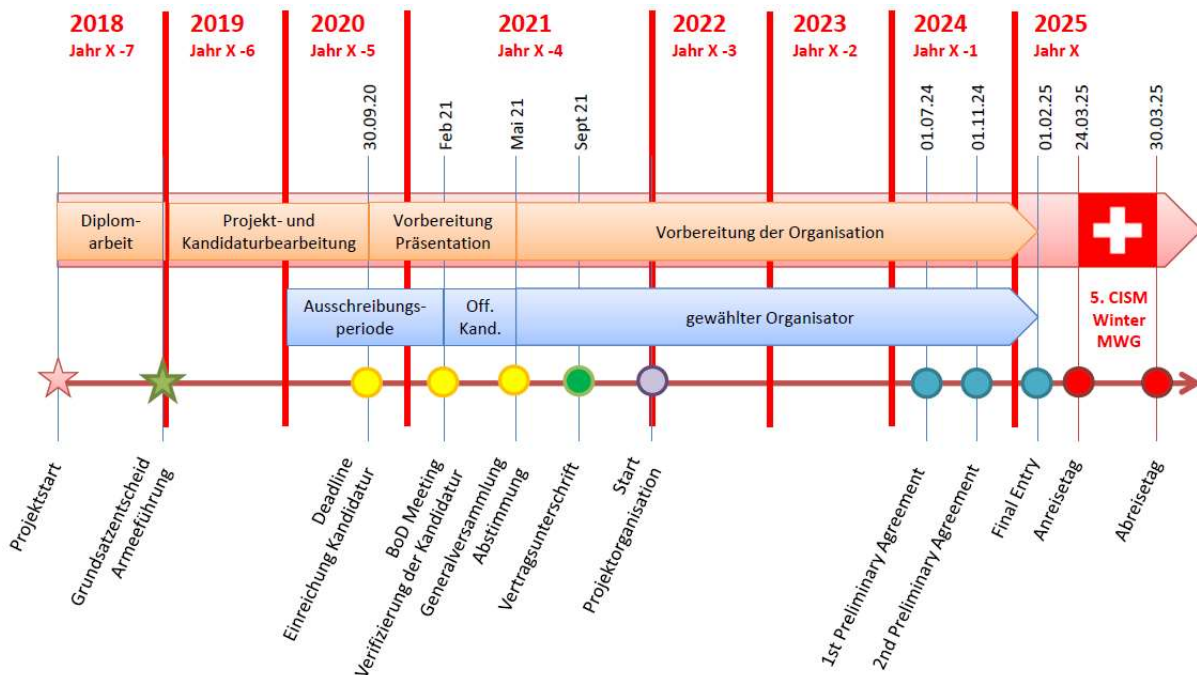 2018
Jahr X -7
2019
Jahr X -6
2020
Jahr X -5
2021
Jahr X -4
2022
Jahr X -3
2023
Jahr X -2
2024
Jahr X -1
2025
Jahr X
30.09.20
Feb 21
Mai 21
Sept 21
01.07.24
01.11.24
01.02.25
24.03.25
30.03.25
Diplom-
arbeit
Projekt- und
Kandidaturbearbeitung
Vorbereitung
Präsentation
Vorbereitung der Organisation
Ausschreibungs-
periode
Off.
Kand.
gewählter Organisator
5. CISM
Winter
MWG
Projektstart
Grundsatzentscheid
Armeeführung
Deadline
Einreichung Kandidatur
BoD Meeting
Verifizierung der Kandidatur
Generalversammlung
Abstimmung
Vertragsunterschrift
Start
Projektorganisation
1st Preliminary Agreement
2nd Preliminary Agreement
Final Entry
Anreisetag
Abreisetag